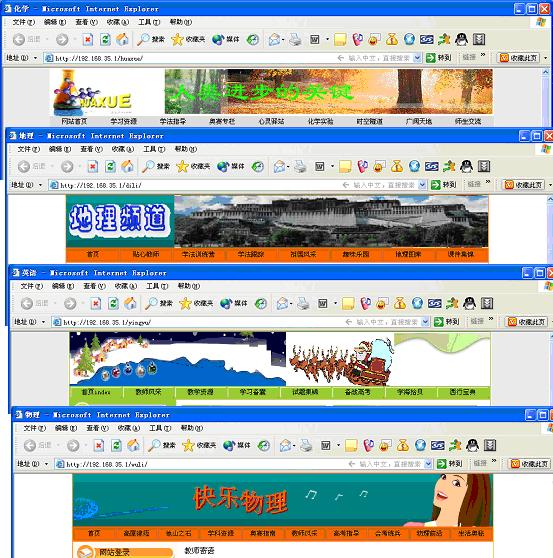 化学 - Microsoft Internet Explorer
文件(F) 编辑(E) 查看(V) 收藏(A) 工具(T) 帮助(H)
后退 搜索 收藏夹 媒体
地址(D) http://192.168.35.1/huaxue/ 输入中文，直接搜索 转到 链接 » 收藏此页
HUAXUE 人类进步的关键
网站首页 学习资源 学法指导 奥赛专栏 心灵驿站 化学实验 时空隧道 广阔天地 师生交流
地理 - Microsoft Internet Explorer
文件(F) 编辑(E) 查看(V) 收藏(A) 工具(T) 帮助(H)
后退 搜索 收藏夹 媒体
地址(D) http://192.168.35.1/dili/ 输入中文，直接搜索 转到 链接 » 收藏此页
地理频道
首页 贴心教师 学法训练营 学法跟踪 祖国风采 趣味乐园 地理图库 课件集锦
英语 - Microsoft Internet Explorer
文件(F) 编辑(E) 查看(V) 收藏(A) 工具(T) 帮助(H)
后退 搜索 收藏夹 媒体
地址(D) http://192.168.35.1/yingyu/ 输入中文，直接搜索 转到 链接 » 收藏此页
首页index 教师风采 教学资源 学习备囊 试题集锦 备战高考 学海拾贝 西行宝典
物理 - Microsoft Internet Explorer
文件(F) 编辑(E) 查看(V) 收藏(A) 工具(T) 帮助(H)
后退 搜索 收藏夹 媒体
地址(D) http://192.168.35.1/wuli/ 输入中文，直接搜索 转到 链接 » 收藏此页
快乐物理
首页 高屋建瓴 他山之石 学科资源 奥赛指南 教师风采 高考指导 会考练兵 物理前沿 生活奥秘
网站登录 教师寄语